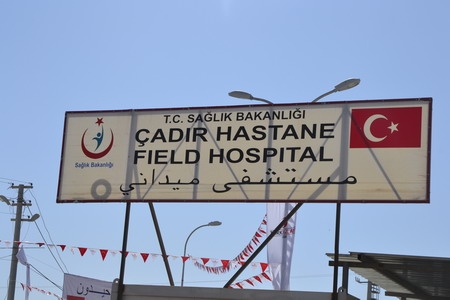 T.C. SAĞLIK BAKANLIĞI
ÇADIR HASTANE
FIELD HOSPITAL
مستشفى ميداني
Sağlık Bakanlığı